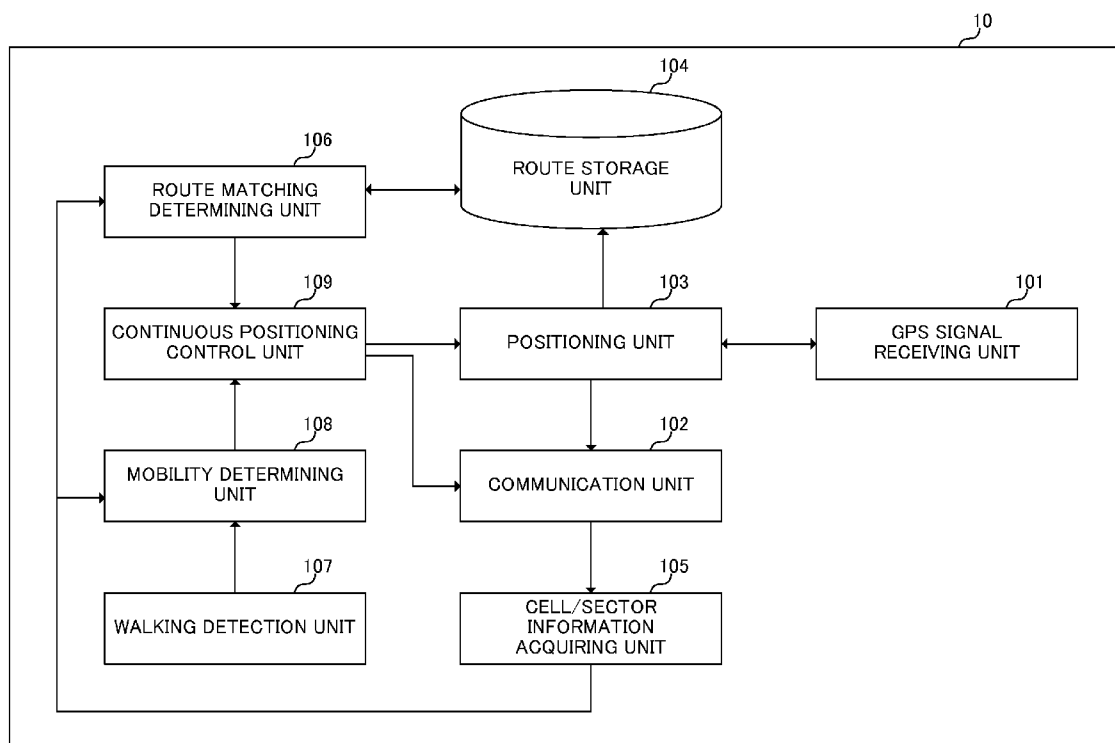 10
104
ROUTE STORAGE
UNIT
106
ROUTE MATCHING
DETERMINING UNIT
109
CONTINUOUS POSITIONING
CONTROL UNIT
103
POSITIONING UNIT
101
GPS SIGNAL
RECEIVING UNIT
108
MOBILITY DETERMINING
UNIT
102
COMMUNICATION UNIT
107
WALKING DETECTION UNIT
105
CELL/SECTOR
INFORMATION
ACQUIRING UNIT